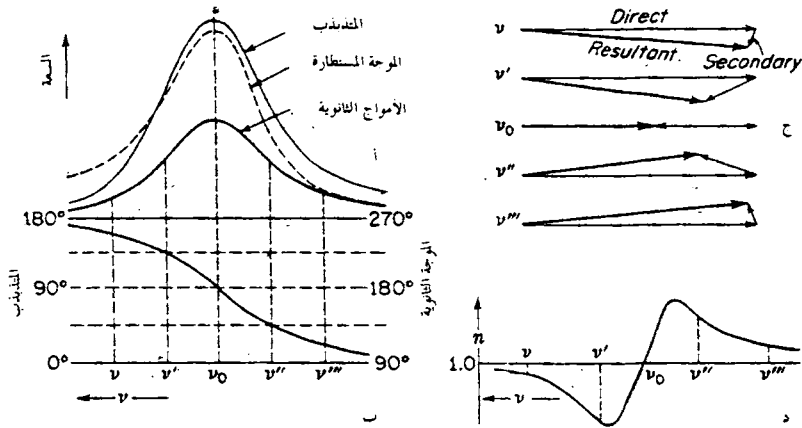 ع
المتذبذب
الموجة المستطارة
الأمواج الثانوية
السعة
أ
180° 270°
90° 180°
0° 90°
المتذبذب
الموجة الثانوية
ν ν' ν₀ ν'' ν'''
ν
ب
ν Direct
Resultant Secondary
ν'
ν₀
ج
ν''
ν'''
n
1.0 ν ν' ν₀ ν'' ν'''
ν
د